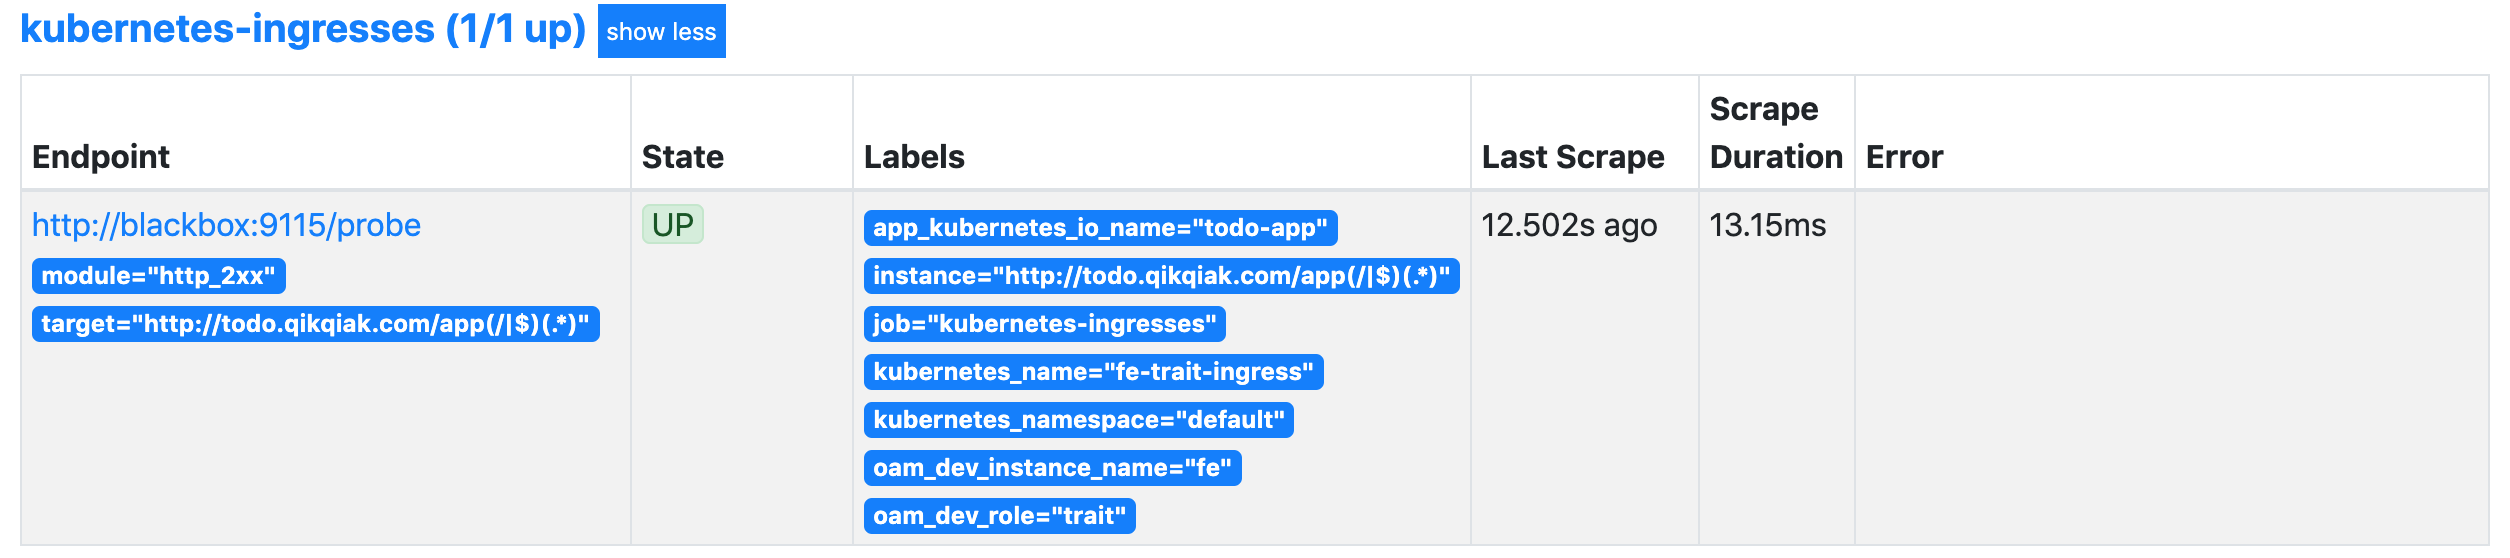 kubernetes-ingresses (1/1 up) show less
Endpoint State Labels Last Scrape Scrape Duration Error
http://blackbox:9115/probe UP app_kubernetes_io_name="todo-app" 12.502s ago 13.15ms
module="http_2xx" instance="http://todo.qikqiak.com/app(/|$)(.*)"
target="http://todo.qikqiak.com/app(/|$)(.*)" job="kubernetes-ingresses"
kubernetes_name="fe-trait-ingress"
kubernetes_namespace="default"
oam_dev_instance_name="fe"
oam_dev_role="trait"